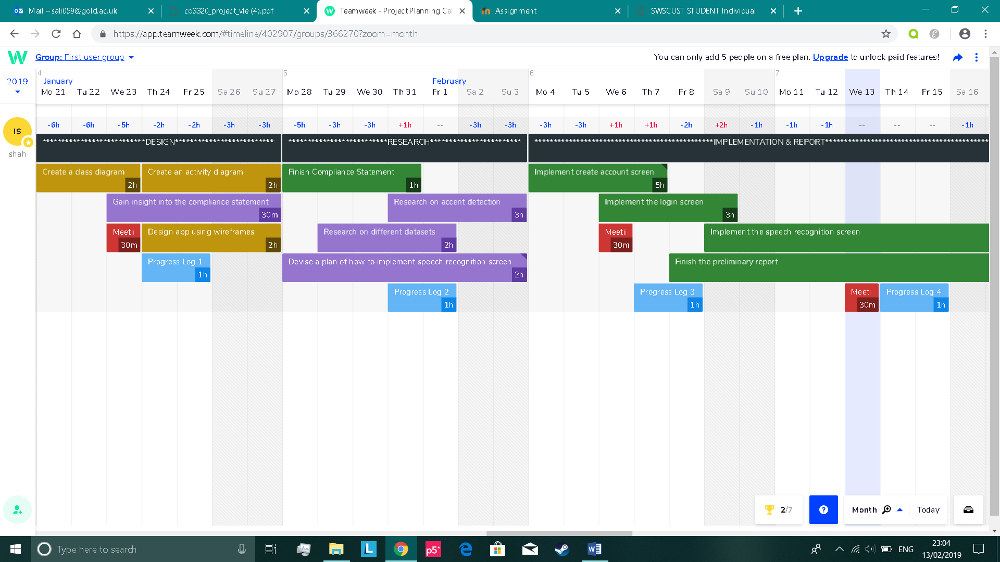 Mail – sali059@gold.ac.uk
co3320_project_vle (4).pdf
Teamweek - Project Planning Ca
Assignment
SWSCUST STUDENT Individual
https://app.teamweek.com/#timeline/402907/groups/366270?zoom=month
Group: First user group
You can only add 5 people on a free plan. Upgrade to unlock paid features!
2019
4 5 6 7
January February
Mo 21 Tu 22 We 23 Th 24 Fr 25 Sa 26 Su 27 Mo 28 Tu 29 We 30 Th 31 Fr 1 Sa 2 Su 3 Mo 4 Tu 5 We 6 Th 7 Fr 8 Sa 9 Su 10 Mo 11 Tu 12 We 13 Th 14 Fr 15 Sa 16
IS
shah
-6h -6h -5h -2h -2h -3h -3h -5h -3h -3h +1h -- -3h -3h -3h -3h +1h +1h -2h +2h -1h -1h -1h -- -- -- -1h
***************************DESIGN**************************
**************************RESEARCH************************
***********************************************IMPLEMENTATION & REPORT*******************************************
Create a class diagram 2h
Create an activity diagram 2h
Finish Compliance Statement 1h
Implement create account screen 5h
Gain insight into the compliance statement 30m
Research on accent detection 3h
Implement the login screen 3h
Meeti 30m
Design app using wireframes 2h
Research on different datasets 2h
Meeti 30m
Implement the speech recognition screen
Progress Log 1 1h
Devise a plan of how to implement speech recognition screen 2h
Finish the preliminary report
Progress Log 2 1h
Progress Log 3 1h
Meeti 30m
Progress Log 4 1h
2/7
?
Month
Today
Type here to search
L
p5*
ENG
23:04
13/02/2019